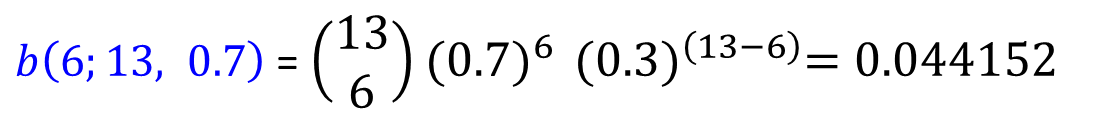 b(6; 13, 0.7) = (13 6) (0.7)⁶ (0.3)⁽¹³⁻⁶⁾= 0.044152